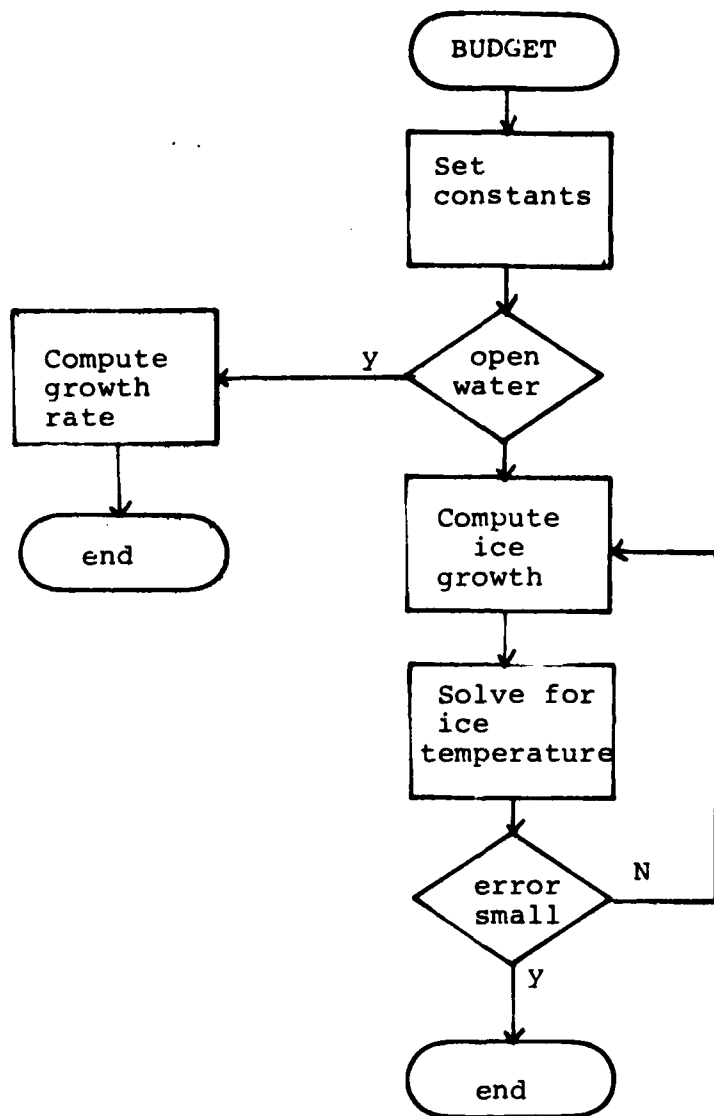 BUDGET
Set
constants
open
water
y
Compute
growth
rate
end
Compute
ice
growth
Solve for
ice
temperature
error
small
N
y
end